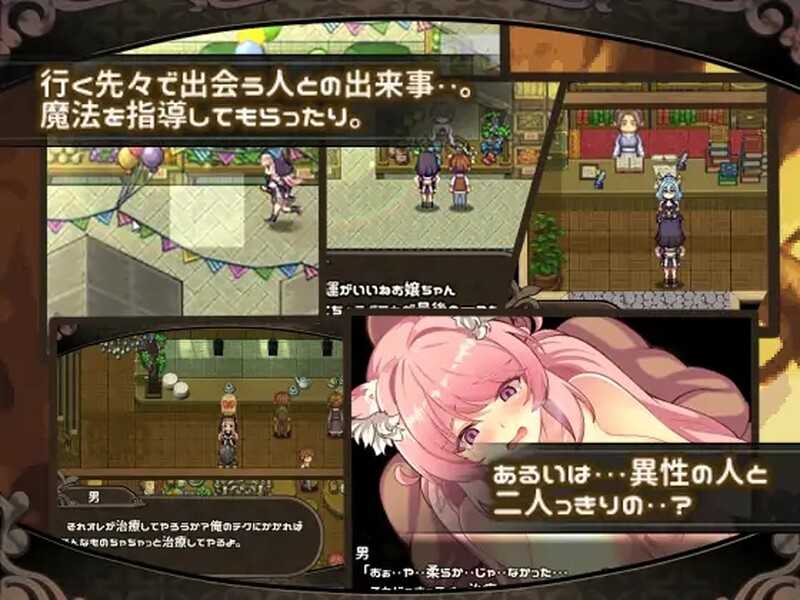 行く先々で出会う人との出来事‥。
魔法を指導してもらったり。
運がいいねお嬢ちゃん
男
それオレが治療してやろうか？俺のテクにかかれば
こんなものちゃちゃっと治療してやるよ。
あるいは…異性の人と
二人っきりの‥？
男
「おぉ‥や‥柔らか‥じゃ‥なかった…